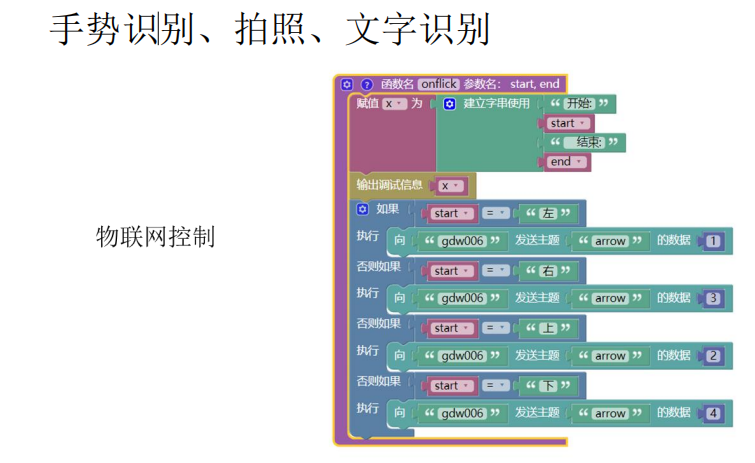 手势识别、拍照、文字识别
物联网控制
函数名 onflick 参数名： start, end
赋值 x 为 建立字串使用 “ 开始: ”
start
“ 结束: ”
end
输出调试信息 x
如果 start = “ 左 ”
执行 向 “ gdw006 ” 发送主题 “ arrow ” 的数据 1
否则如果 start = “ 右 ”
执行 向 “ gdw006 ” 发送主题 “ arrow ” 的数据 3
否则如果 start = “ 上 ”
执行 向 “ gdw006 ” 发送主题 “ arrow ” 的数据 2
否则如果 start = “ 下 ”
执行 向 “ gdw006 ” 发送主题 “ arrow ” 的数据 4